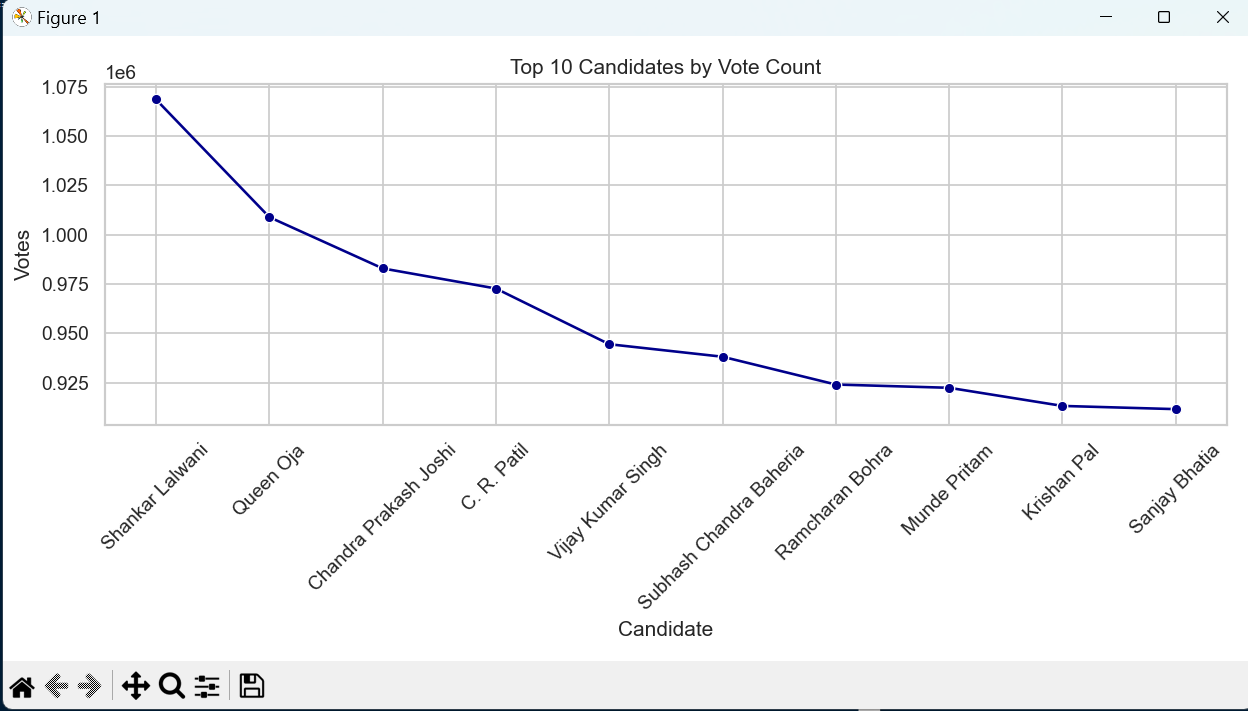 Figure 1
Top 10 Candidates by Vote Count
1e6
1.075
1.050
1.025
1.000
0.975
0.950
0.925
Votes
Shankar Lalwani
Queen Oja
Chandra Prakash Joshi
C. R. Patil
Vijay Kumar Singh
Subhash Chandra Baheria
Ramcharan Bohra
Munde Pritam
Krishan Pal
Sanjay Bhatia
Candidate